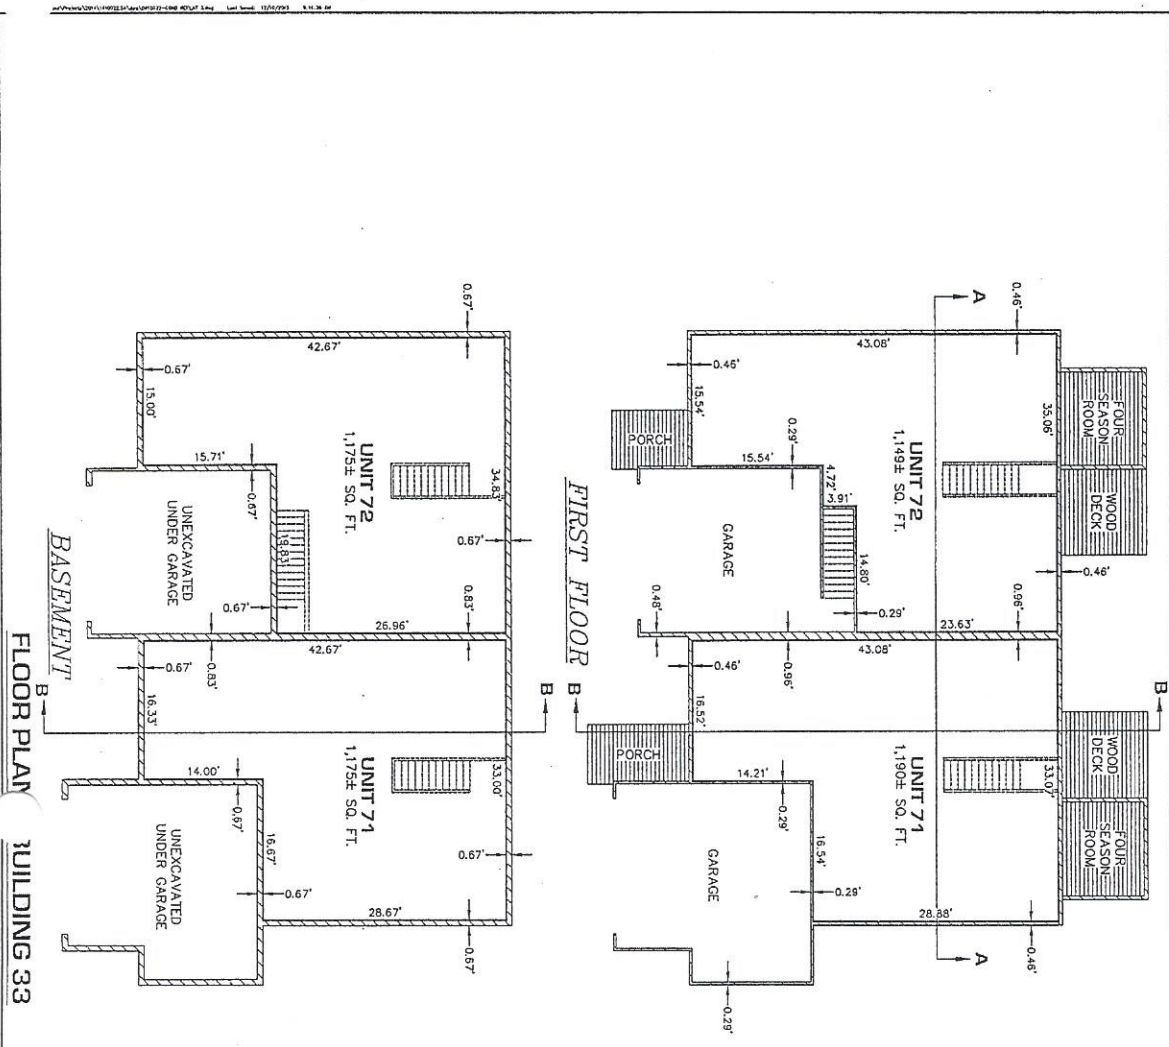 Last Saved: 12/10/2013
FOUR
SEASON
ROOM
WOOD
DECK
WOOD
DECK
FOUR
SEASON
ROOM
A
0.46'
43.08'
35.06'
0.46'
15.54'
PORCH
0.29'
15.54'
4.72'
3.91'
14.80'
0.29'
UNIT 72
1,149± SQ. FT.
GARAGE
0.46'
0.96'
23.63'
43.08'
0.96'
0.48'
0.46'
16.52'
PORCH
14.21'
0.29'
16.54'
0.29'
UNIT 71
1,190± SQ. FT.
33.07'
GARAGE
28.88'
0.46'
0.29'
A
B
B
FIRST FLOOR
0.67'
42.67'
0.67'
15.00'
15.71'
0.67'
UNIT 72
1,175± SQ. FT.
34.83'
0.67'
19.83'
0.67'
UNEXCAVATED
UNDER GARAGE
0.83'
26.96'
42.67'
0.83'
0.67'
16.33'
14.00'
0.67'
16.67'
0.67'
UNIT 71
1,175± SQ. FT.
33.00'
0.67'
28.67'
0.67'
UNEXCAVATED
UNDER GARAGE
B
B
BASEMENT
FLOOR PLAN
BUILDING 33